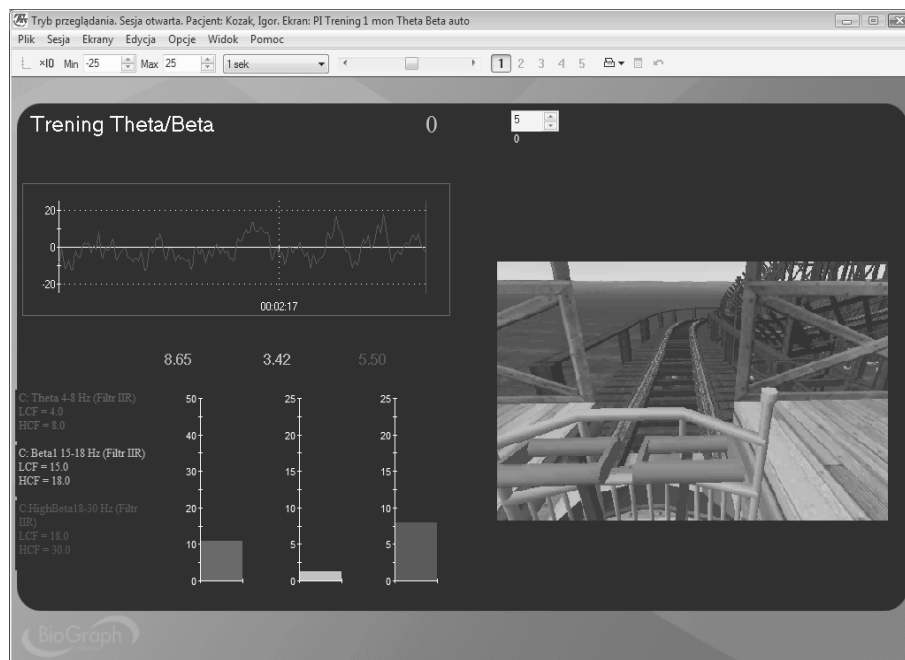 Tryb przeglądania. Sesja otwarta. Pacjent: Kozak, Igor. Ekran: PI Trening 1 mon Theta Beta auto
Plik Sesja Ekrany Edycja Opcje Widok Pomoc
×10 Min -25 Max 25 1 sek 1 2 3 4 5
Trening Theta/Beta 0 5
0
20
0
-20
00:02:17
8.65 3.42 5.50
C: Theta 4-8 Hz (Filtr IIR)
LCF = 4.0
HCF = 8.0
C: Beta1 15-18 Hz (Filtr IIR)
LCF = 15.0
HCF = 18.0
C:HighBeta18-30 Hz (Filtr
IIR)
LCF = 18.0
HCF = 30.0
50 25 25
40 20 20
30 15 15
20 10 10
10 5 5
0 0 0
BioGraph